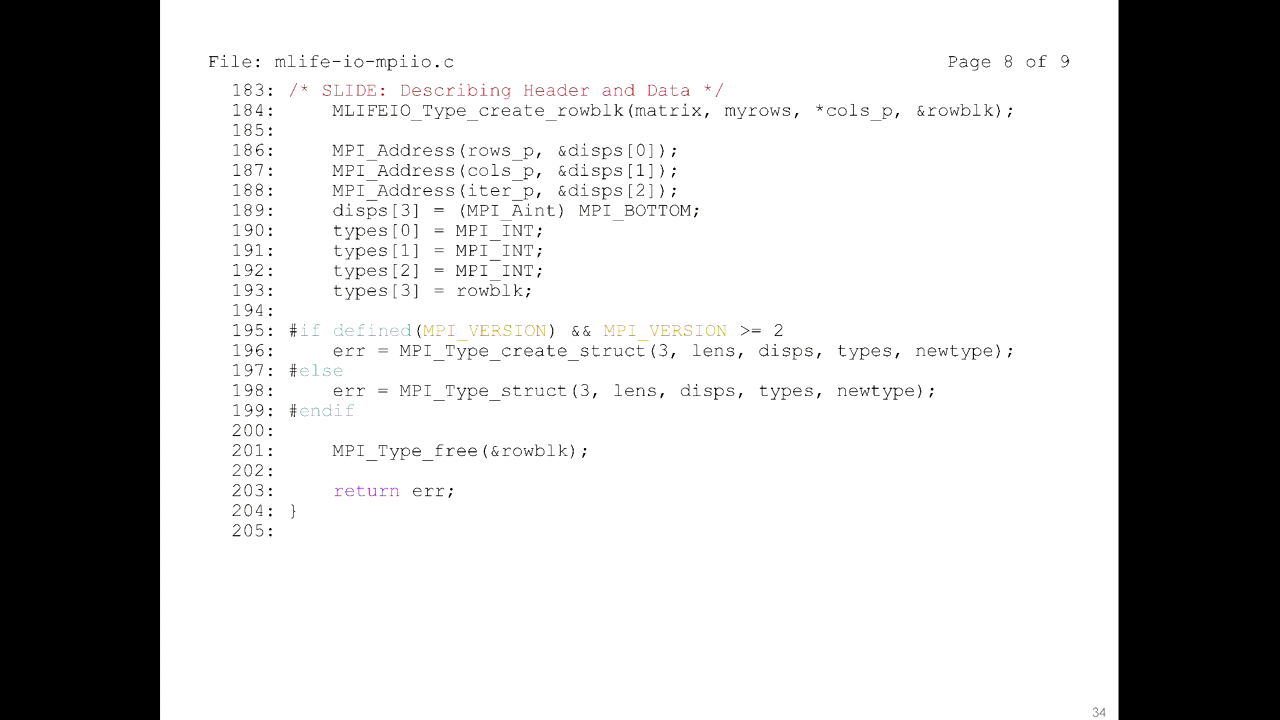 File: mlife-io-mpiio.c Page 8 of 9
183: /* SLIDE: Describing Header and Data */
184: MLIFEIO_Type_create_rowblk(matrix, myrows, *cols_p, &rowblk);
185:
186: MPI_Address(rows_p, &disps[0]);
187: MPI_Address(cols_p, &disps[1]);
188: MPI_Address(iter_p, &disps[2]);
189: disps[3] = (MPI_Aint) MPI_BOTTOM;
190: types[0] = MPI_INT;
191: types[1] = MPI_INT;
192: types[2] = MPI_INT;
193: types[3] = rowblk;
194:
195: #if defined(MPI_VERSION) && MPI_VERSION >= 2
196: err = MPI_Type_create_struct(3, lens, disps, types, newtype);
197: #else
198: err = MPI_Type_struct(3, lens, disps, types, newtype);
199: #endif
200:
201: MPI_Type_free(&rowblk);
202:
203: return err;
204: }
205:
34